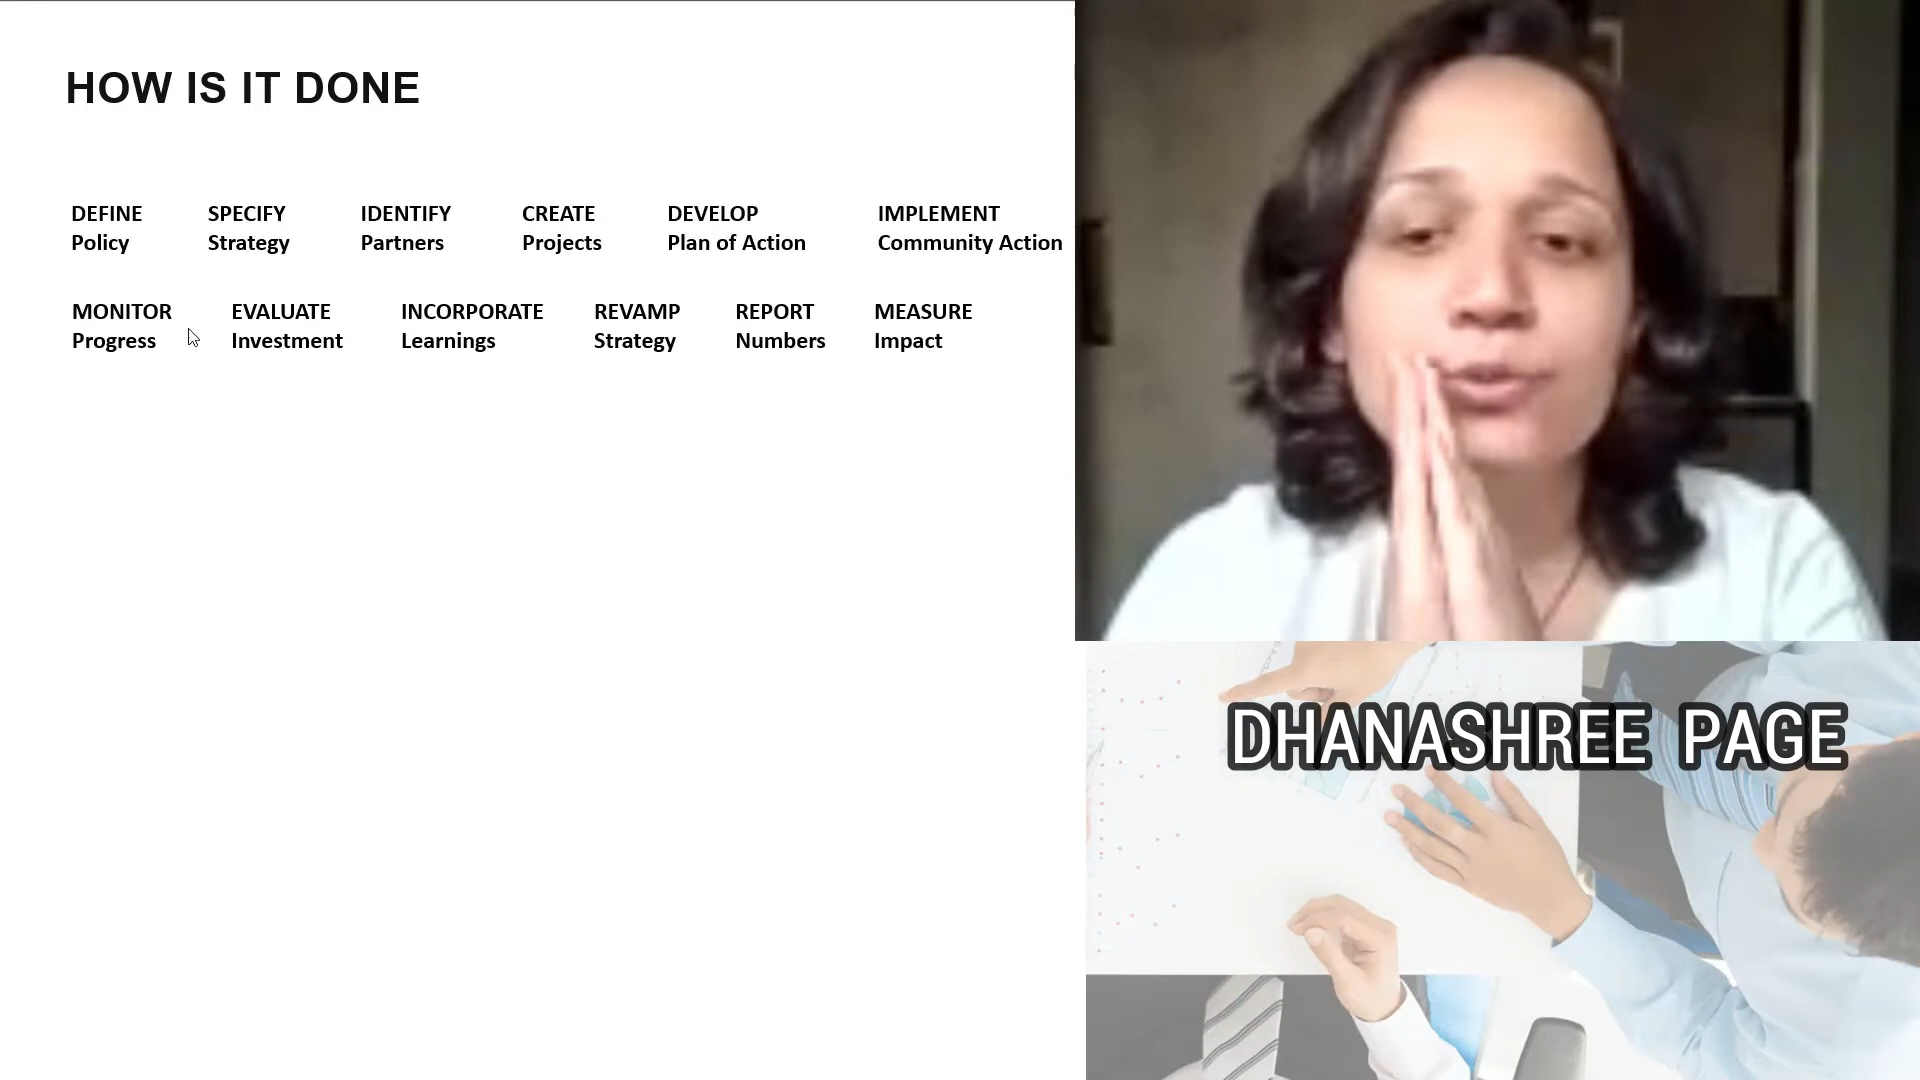 HOW IS IT DONE
DEFINE SPECIFY IDENTIFY CREATE DEVELOP IMPLEMENT
Policy Strategy Partners Projects Plan of Action Community Action
MONITOR EVALUATE INCORPORATE REVAMP REPORT MEASURE
Progress Investment Learnings Strategy Numbers Impact
DHANASHREE PAGE